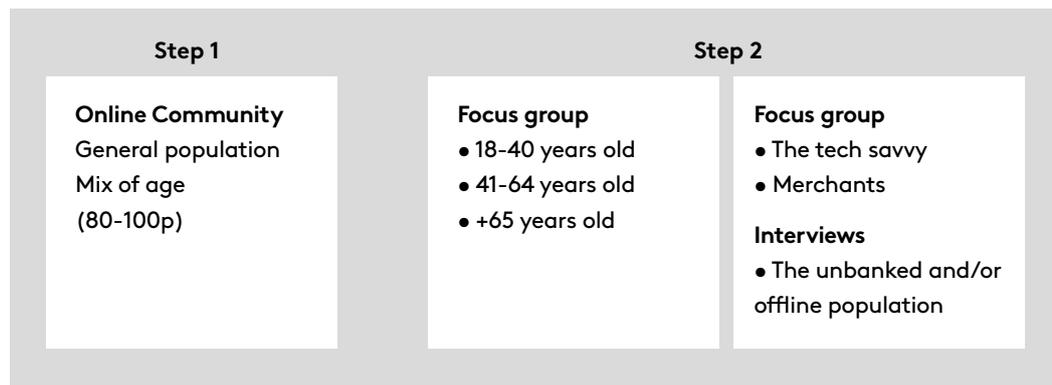 Step 1
Online Community
General population
Mix of age
(80-100p)
Step 2
Focus group
• 18-40 years old
• 41-64 years old
• +65 years old
Focus group
• The tech savvy
• Merchants
Interviews
• The unbanked and/or
offline population